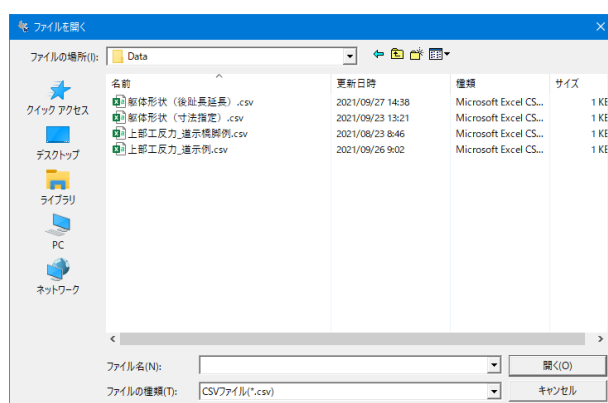 ファイルを開く
ファイルの場所(I):
Data
名前
更新日時
種類
サイズ
躯体形状（後趾長延長）.csv
2021/09/27 14:38
Microsoft Excel CS...
1 KE
躯体形状（寸法指定）.csv
2021/09/23 13:21
Microsoft Excel CS...
1 KE
上部工反力_道示橋脚例.csv
2021/08/23 8:46
Microsoft Excel CS...
1 KE
上部工反力_道示例.csv
2021/09/26 9:02
Microsoft Excel CS...
1 KE
クイック アクセス
デスクトップ
ライブラリ
PC
ネットワーク
ファイル名(N):
開く(O)
ファイルの種類(T):
CSVファイル(*.csv)
キャンセル